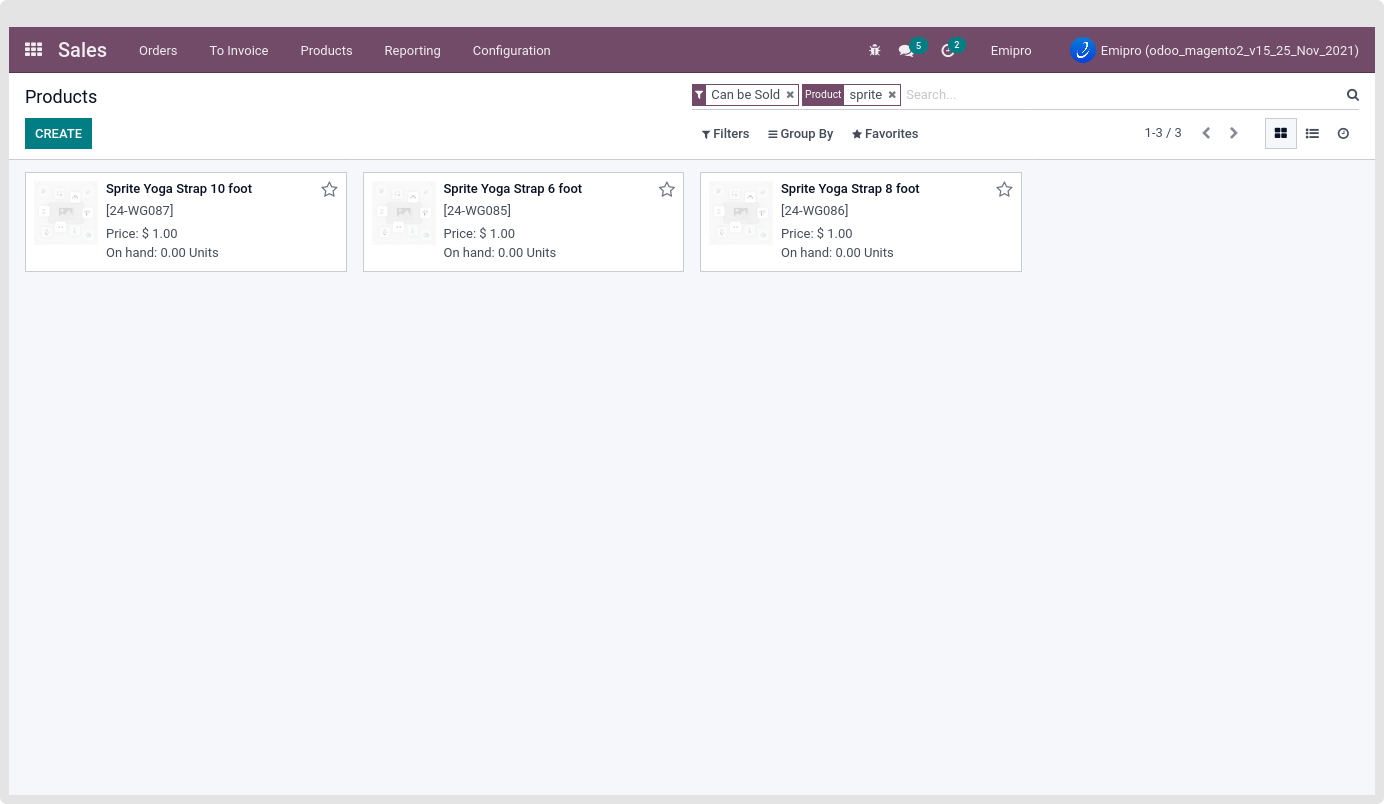 Sales Orders To Invoice Products Reporting Configuration 5 2 Emipro Emipro (odoo_magento2_v15_25_Nov_2021)
Products
Can be Sold Product sprite Search...
CREATE
Filters Group By Favorites 1-3 / 3
Sprite Yoga Strap 10 foot
[24-WG087]
Price: $ 1.00
On hand: 0.00 Units
Sprite Yoga Strap 6 foot
[24-WG085]
Price: $ 1.00
On hand: 0.00 Units
Sprite Yoga Strap 8 foot
[24-WG086]
Price: $ 1.00
On hand: 0.00 Units